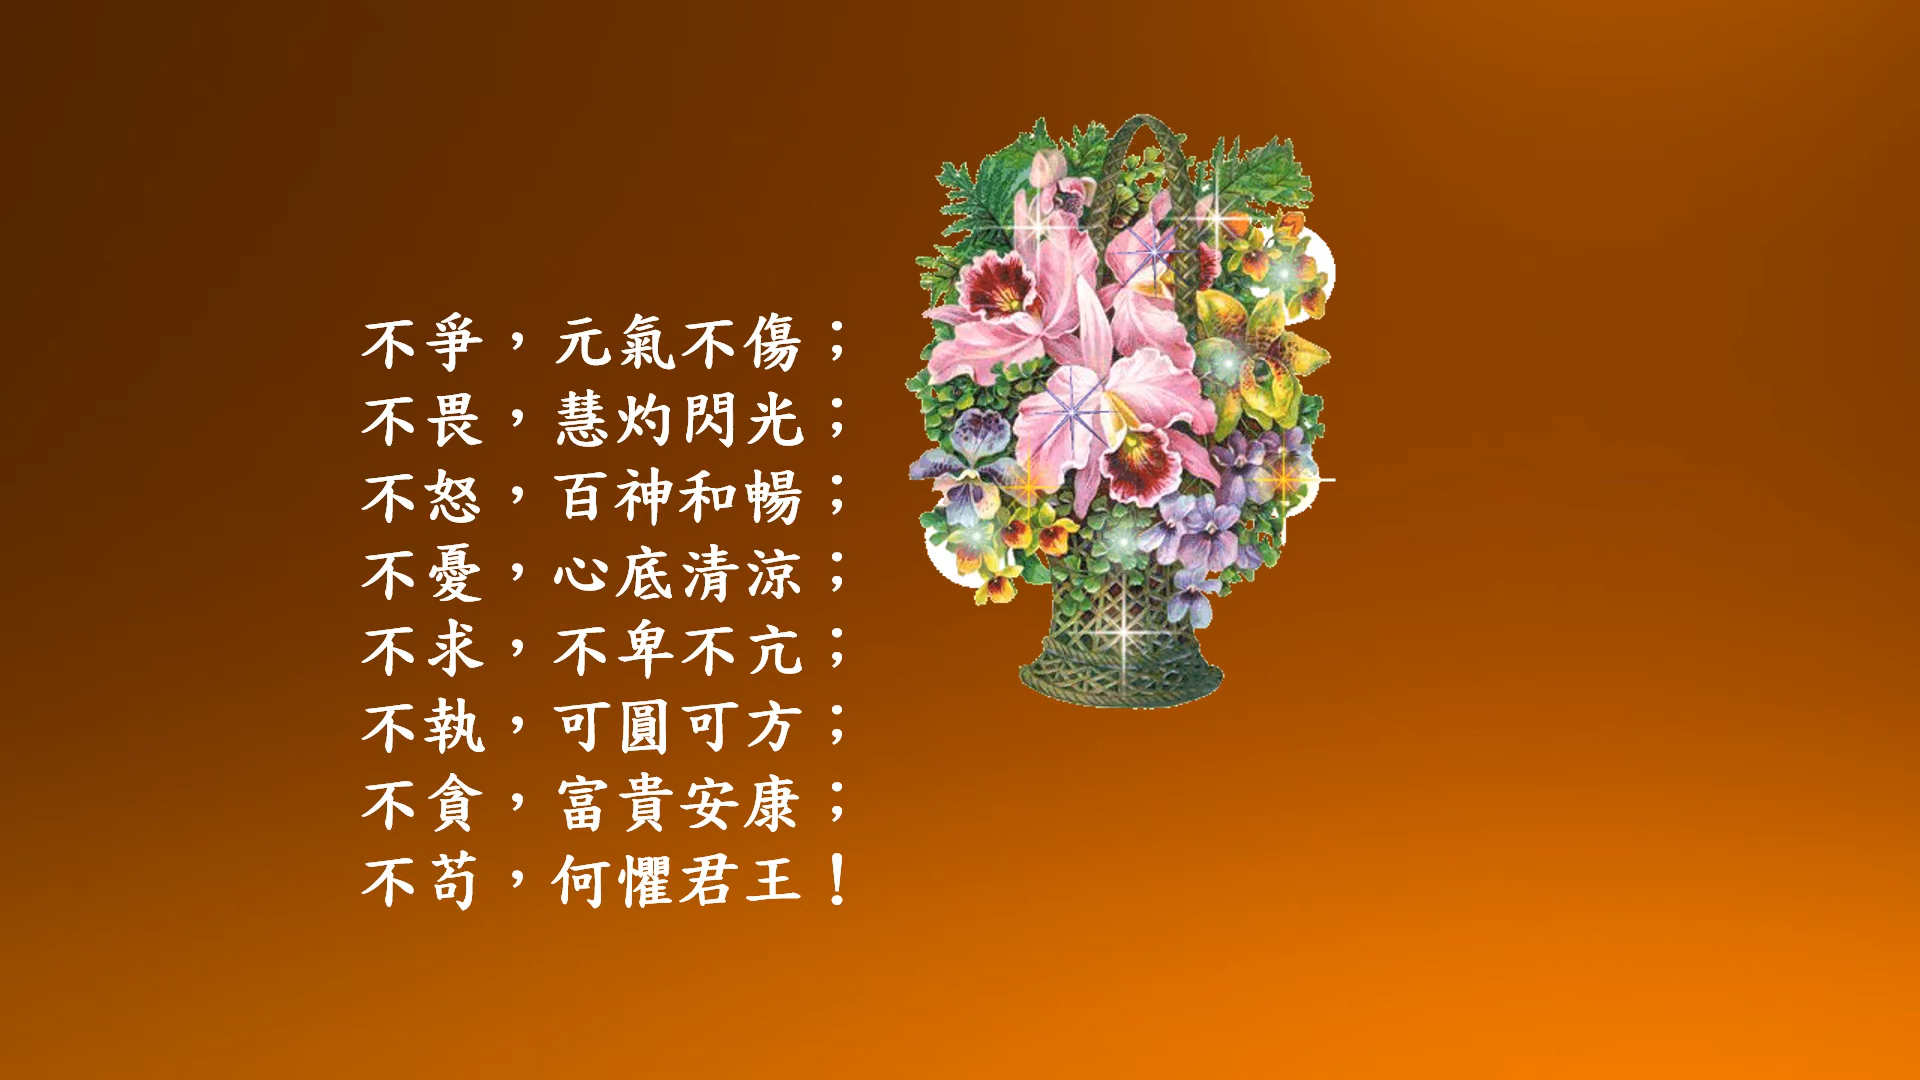 不爭，元氣不傷；
不畏，慧灼閃光；
不怒，百神和暢；
不憂，心底清涼；
不求，不卑不亢；
不執，可圓可方；
不貪，富貴安康；
不苟，何懼君王！